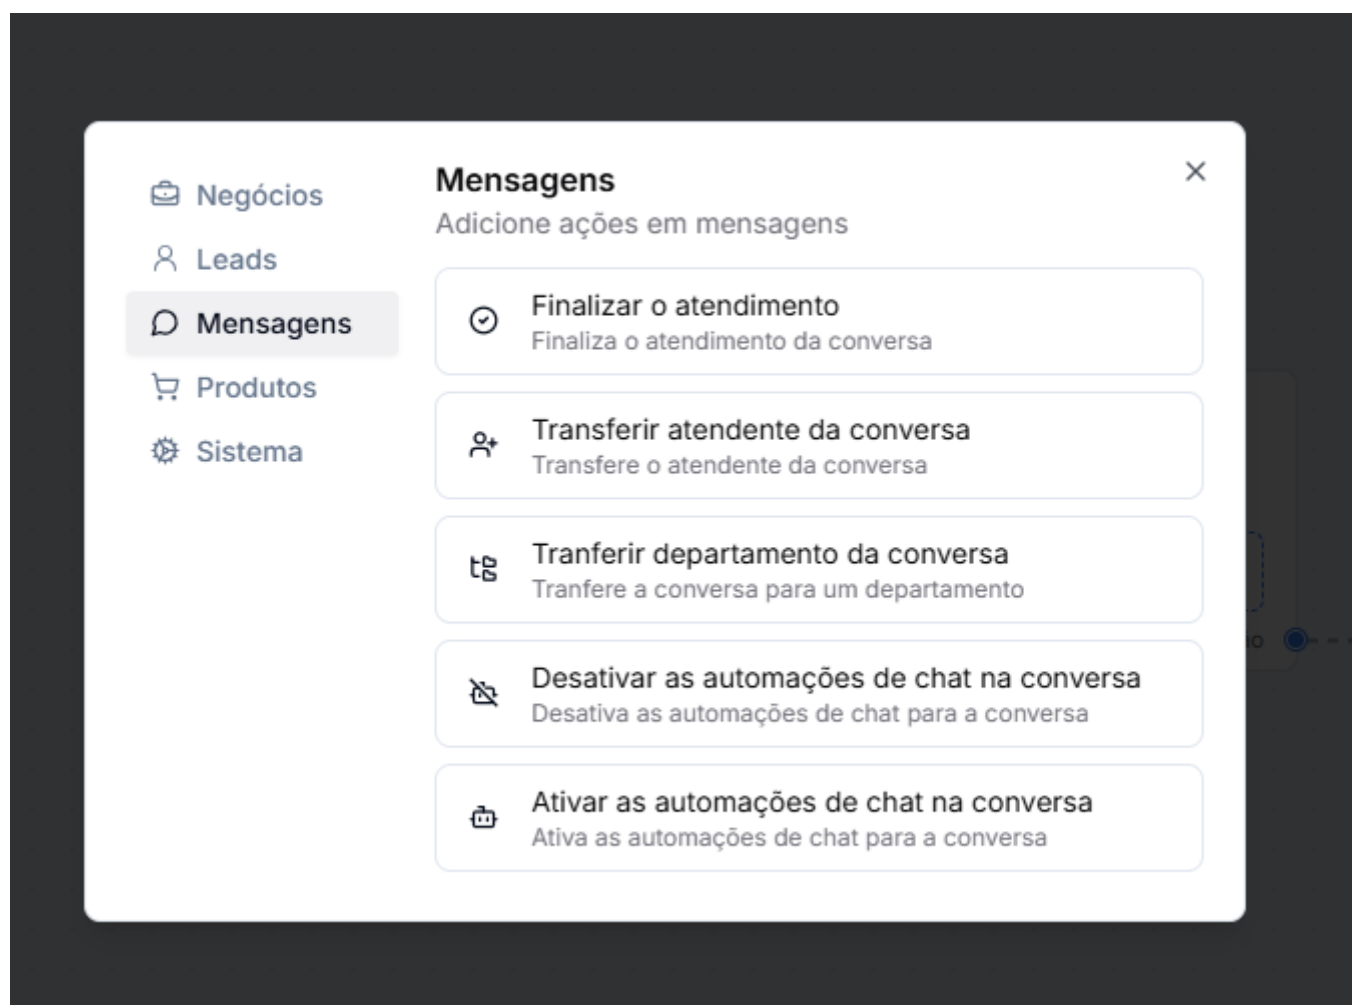 Negócios
Leads
Mensagens
Produtos
Sistema
Mensagens
Adicione ações em mensagens
Finalizar o atendimento
Finaliza o atendimento da conversa
Transferir atendente da conversa
Transfere o atendente da conversa
Tranferir departamento da conversa
Tranfere a conversa para um departamento
Desativar as automações de chat na conversa
Desativa as automações de chat para a conversa
Ativar as automações de chat na conversa
Ativa as automações de chat para a conversa